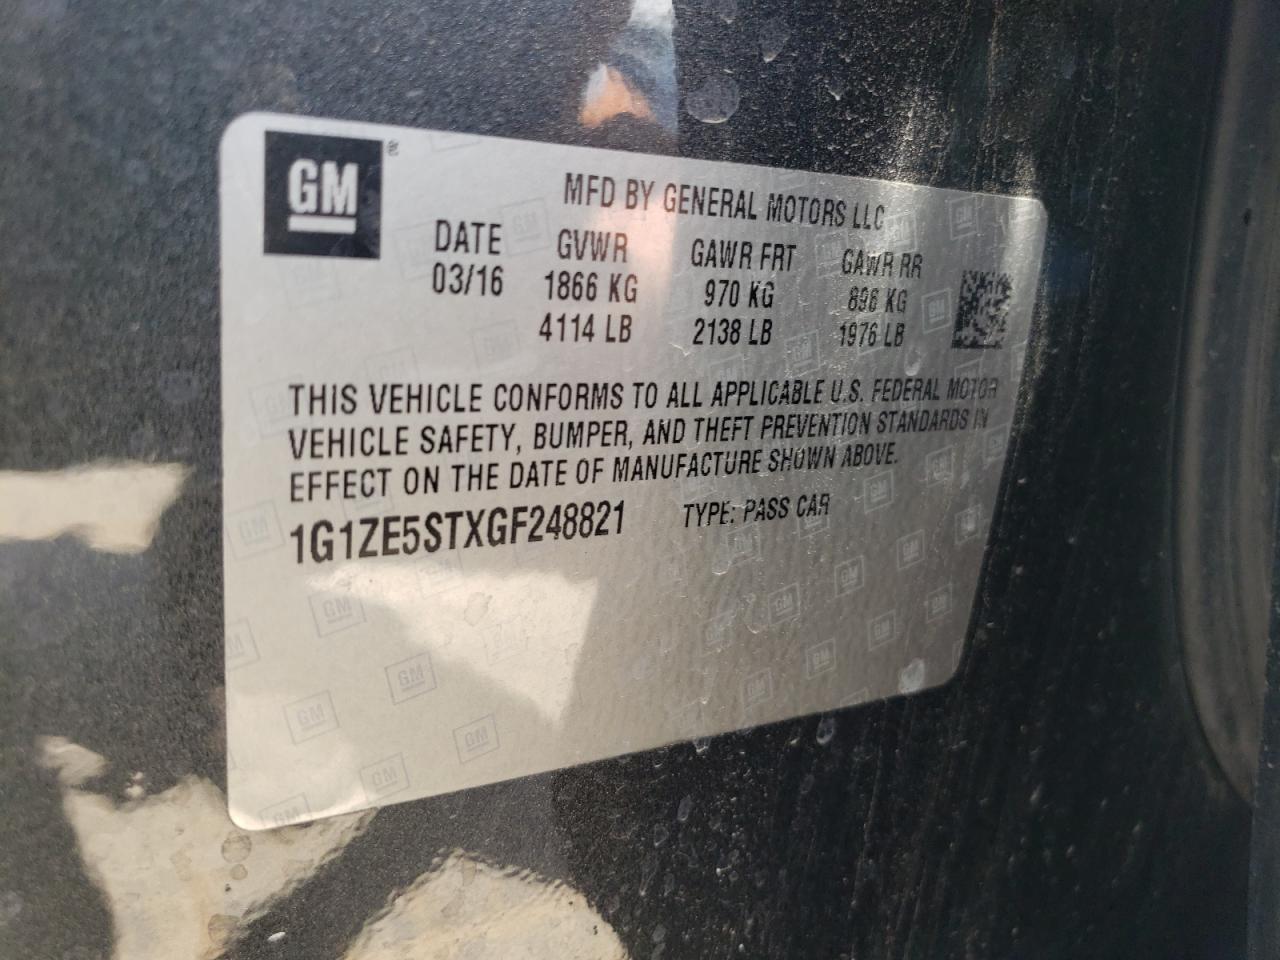 GM
MFD BY GENERAL MOTORS LLC
DATE GVWR GAWR FRT GAWR RR
03/16 1866 KG 970 KG 896 KG
4114 LB 2138 LB 1976 LB
THIS VEHICLE CONFORMS TO ALL APPLICABLE U.S. FEDERAL MOTOR
VEHICLE SAFETY, BUMPER, AND THEFT PREVENTION STANDARDS IN
EFFECT ON THE DATE OF MANUFACTURE SHOWN ABOVE.
1G1ZE5STXGF248821 TYPE: PASS CAR